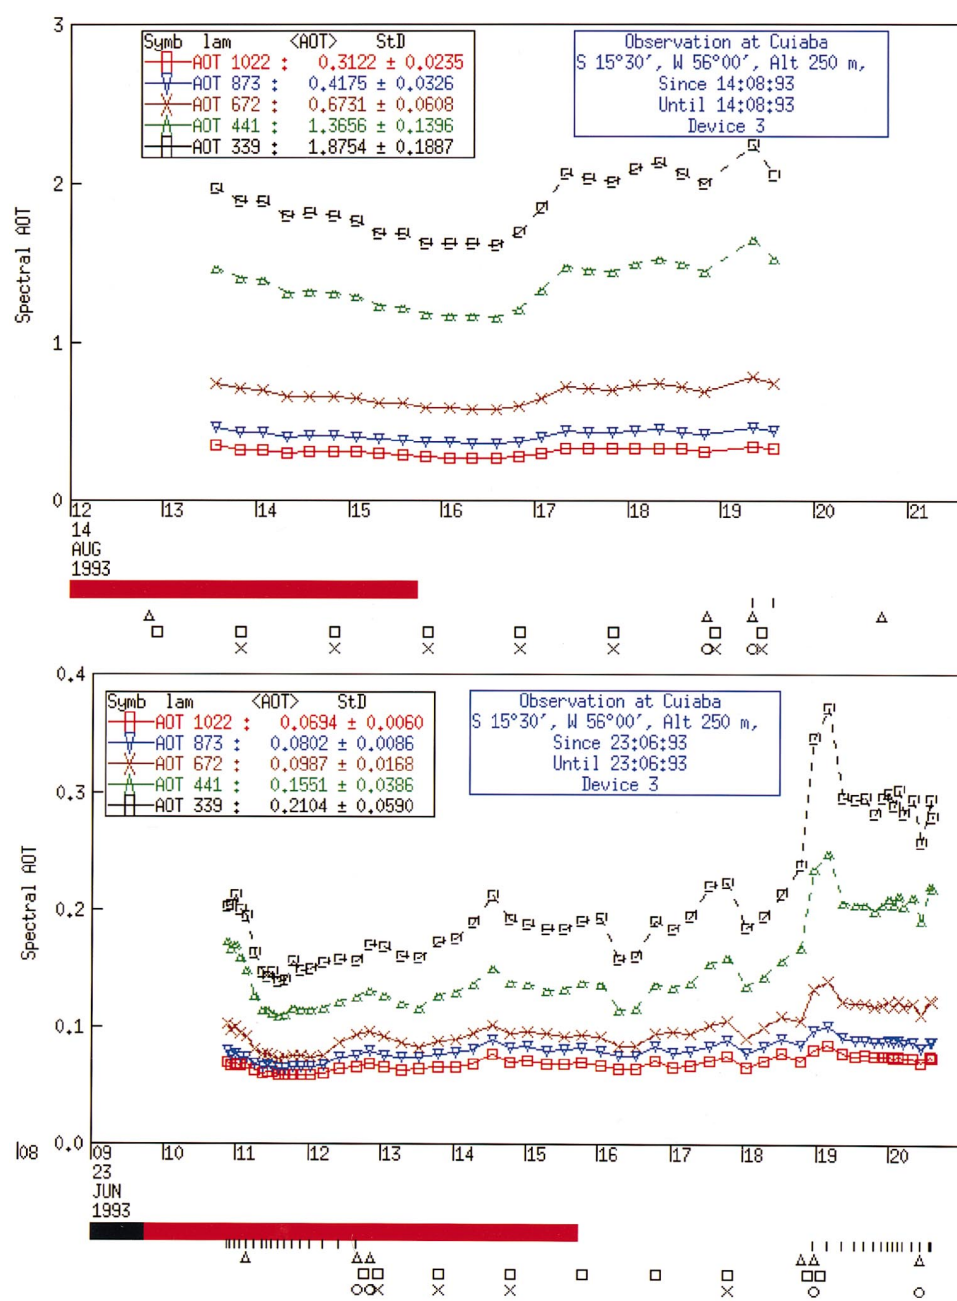 3
Symb lam <AOT> StD
AOT 1022 : 0.3122 ± 0.0235
AOT 873 : 0.4175 ± 0.0326
AOT 672 : 0.6731 ± 0.0608
AOT 441 : 1.3656 ± 0.1396
AOT 339 : 1.8754 ± 0.1887
Observation at Cuiaba
S 15°30′, W 56°00′, Alt 250 m,
Since 14:08:93
Until 14:08:93
Device 3
2
Spectral AOT
1
0
12 13 14 15 16 17 18 19 20 21
14
AUG
1993
0.4
Symb lam <AOT> StD
AOT 1022 : 0.0694 ± 0.0060
AOT 873 : 0.0802 ± 0.0086
AOT 672 : 0.0987 ± 0.0168
AOT 441 : 0.1551 ± 0.0386
AOT 339 : 0.2104 ± 0.0590
Observation at Cuiaba
S 15°30′, W 56°00′, Alt 250 m,
Since 23:06:93
Until 23:06:93
Device 3
0.3
Spectral AOT
0.2
0.1
0.0
08 09 10 11 12 13 14 15 16 17 18 19 20
23
JUN
1993